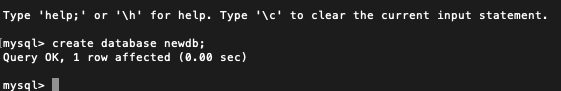 Type 'help;' or '\h' for help. Type '\c' to clear the current input statement.
mysql> create database newdb;
Query OK, 1 row affected (0.00 sec)
mysql>